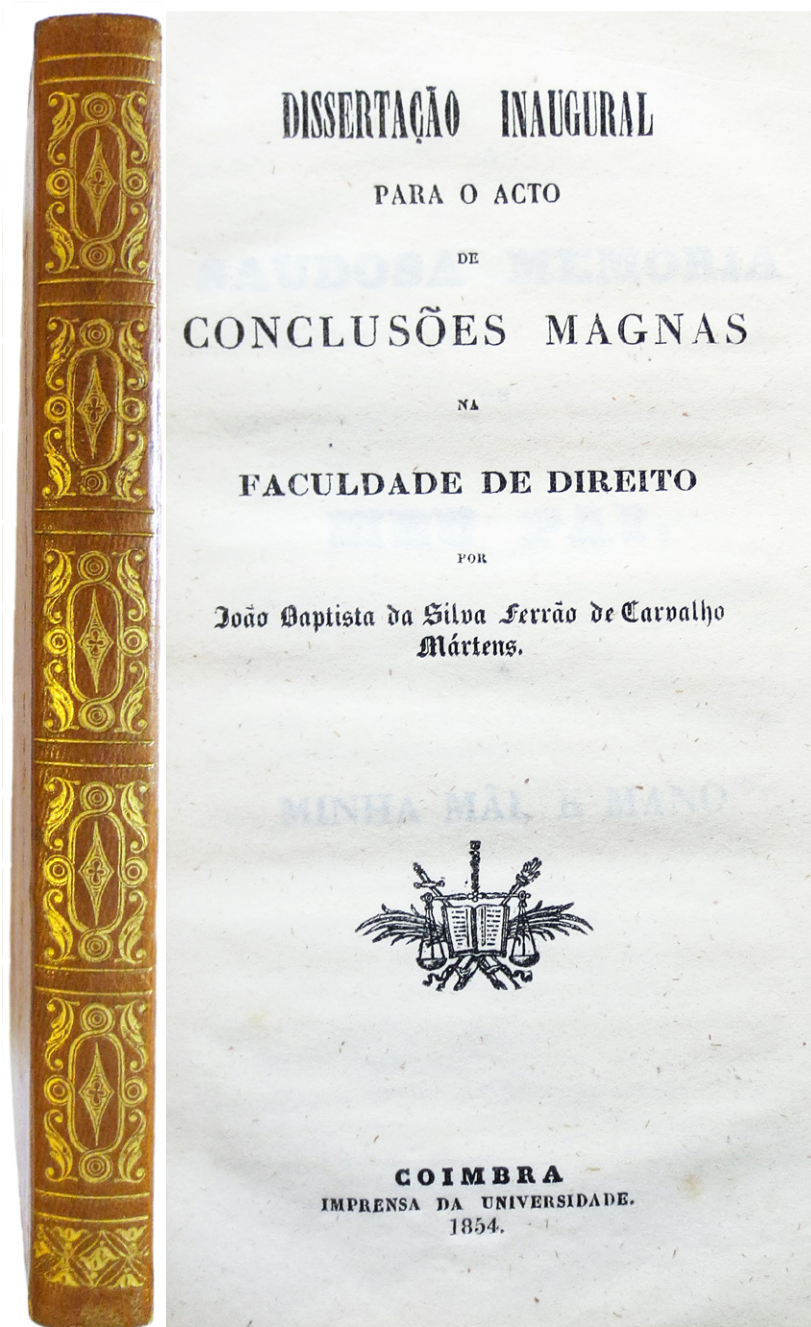 DISSERTAÇÃO INAUGURAL
PARA O ACTO
DE
CONCLUSÕES MAGNAS
NA
FACULDADE DE DIREITO
POR
João Baptista da Silva Ferrão de Carvalho
Mártens.
COIMBRA
IMPRENSA DA UNIVERSIDADE.
1854.